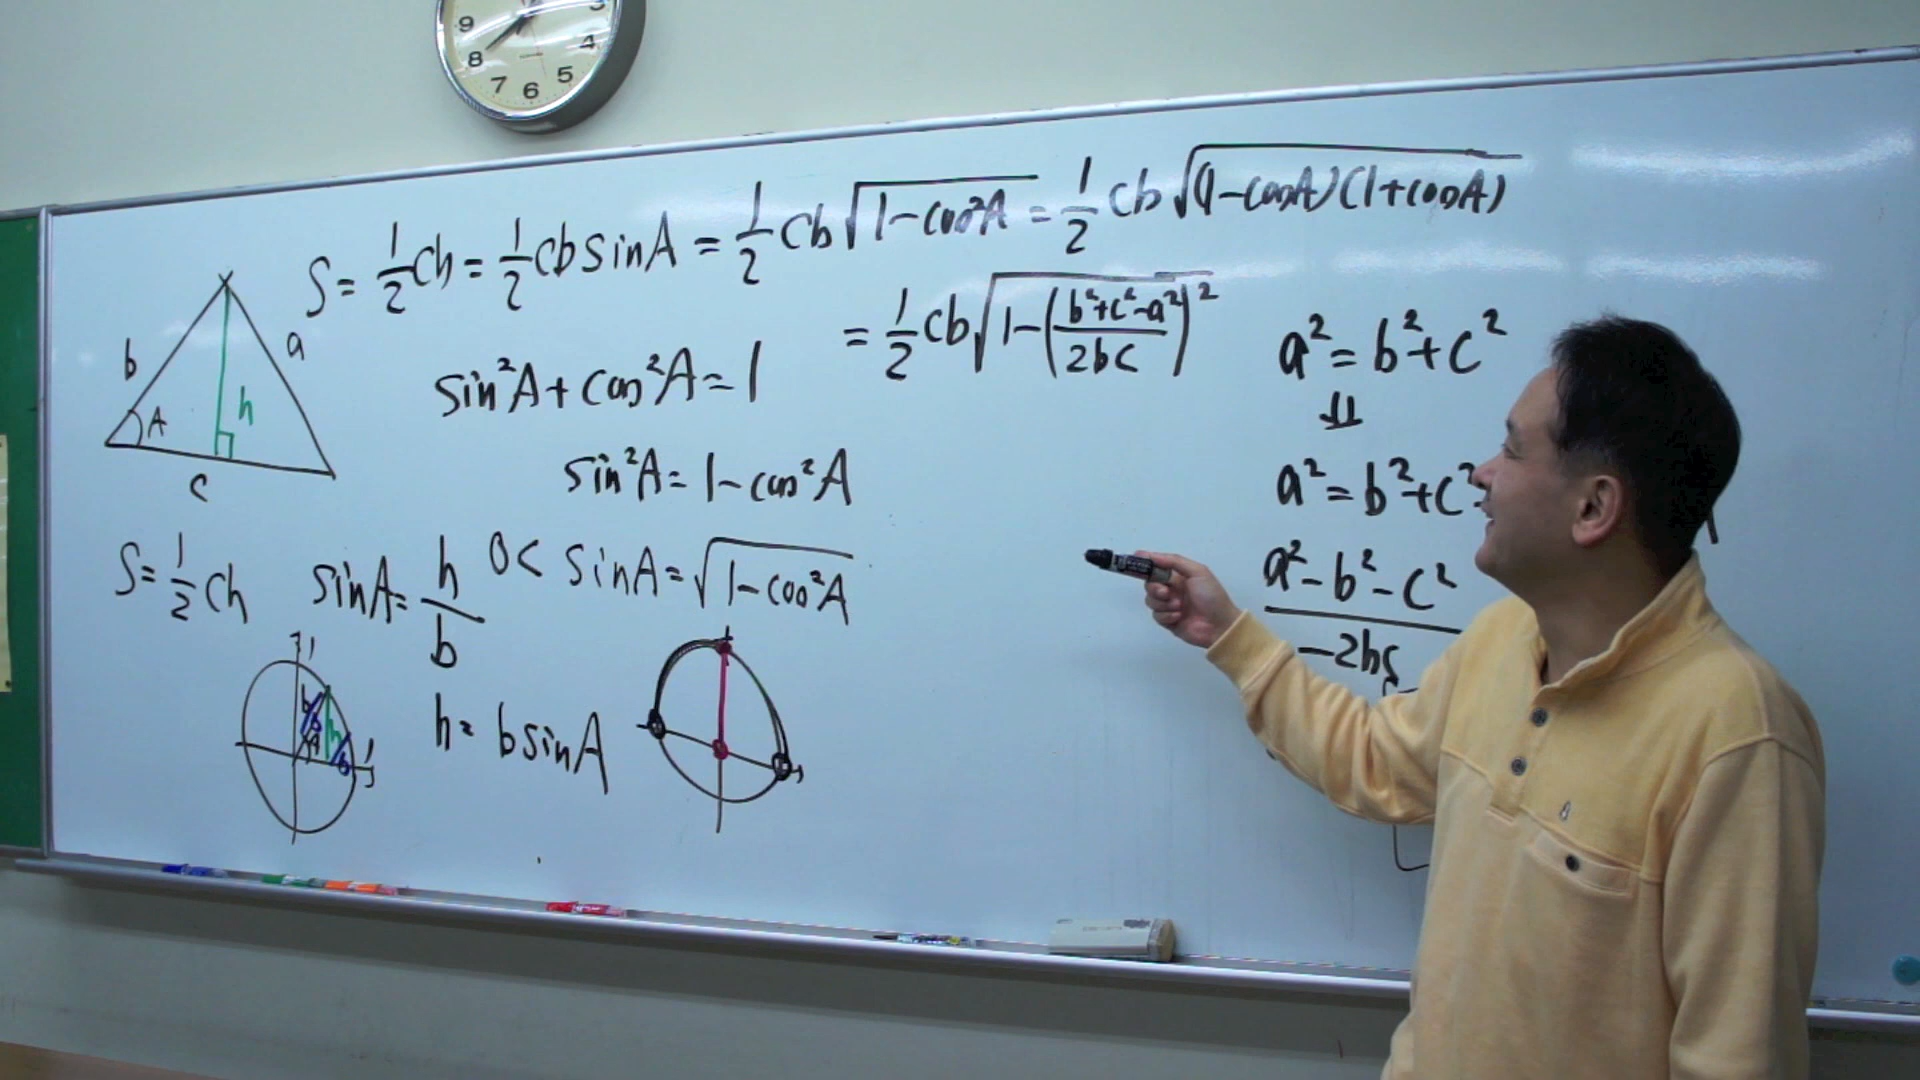 9 3
8 4
7 6 5
S = 1/2 ch = 1/2 cb sinA = 1/2 cb √(1-cos²A) = 1/2 cb √((1-cosA)(1+cosA))
= 1/2 cb √(1-((b²+c²-a²)/2bc)²)
b a
A h
c
sin²A + cos²A = 1
sin²A = 1-cos²A
S = 1/2 ch
sinA = h/b
0 < sinA = √(1-cos²A)
h = b sinA
a² = b²+c²
⇓
a² = b²+c²
a²-b²-c²
-2bc
1
b b h
A
b 1